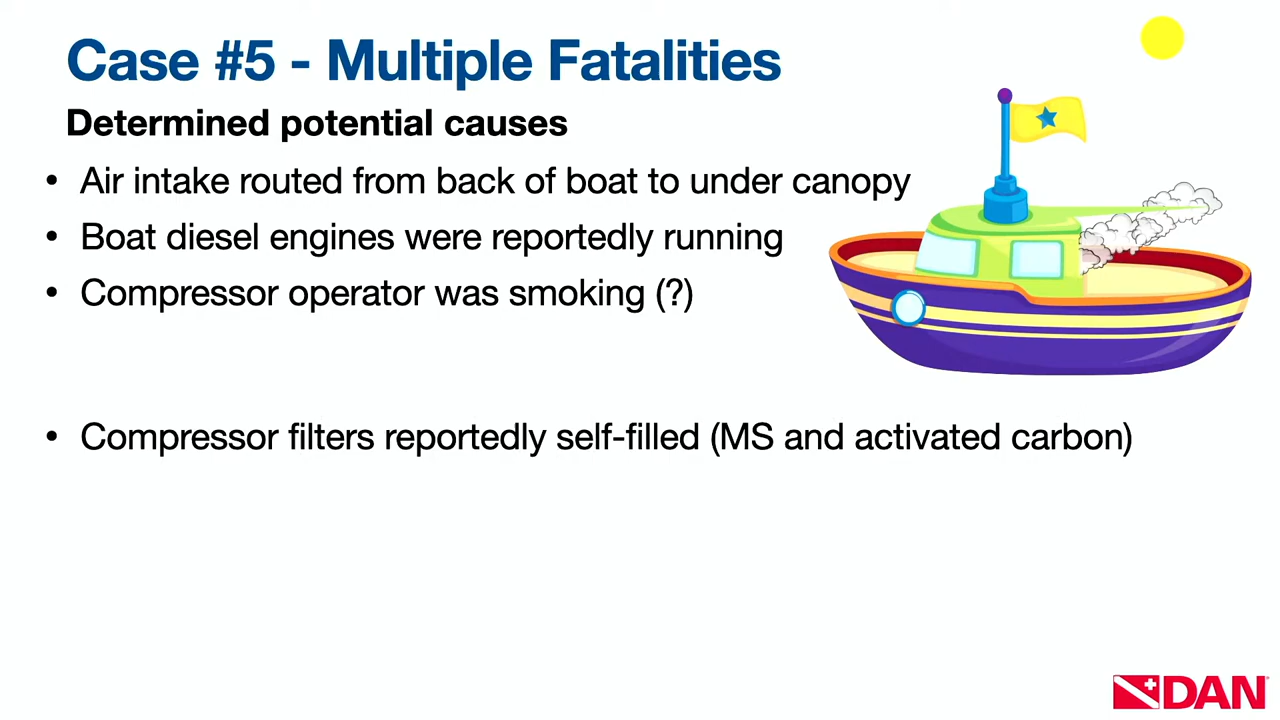 Case #5 - Multiple Fatalities
Determined potential causes
• Air intake routed from back of boat to under canopy
• Boat diesel engines were reportedly running
• Compressor operator was smoking (?)
• Compressor filters reportedly self-filled (MS and activated carbon)
DAN